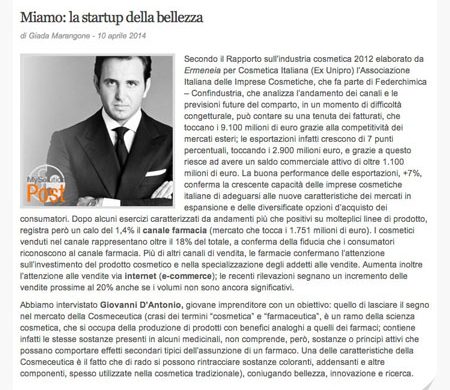 Miamo: la startup della bellezza
di Giada Marengone - 10 aprile 2014
Secondo il Rapporto sull'industria cosmetica 2012 elaborato da
Ermeneia per Cosmetica Italiana (Ex Unipro) l'Associazione
Italiana delle Imprese Cosmetiche, che fa parte di Federchimica
– Confindustria, che analizza l'andamento dei canali e le
previsioni future del comparto, in un momento di difficoltà
congetturale, può contare su una tenuta dei fatturati, che
toccano i 9.100 milioni di euro grazie alla competitività dei
mercati esteri; le esportazioni infatti crescono di 7 punti
percentuali, toccando i 2.900 milioni di euro, e grazie a questo
riesce ad avere un saldo commerciale attivo di oltre 1.100
milioni di euro. La buona performance delle esportazioni, +7%,
conferma la crescente capacità delle imprese cosmetiche
italiane di adeguarsi alle nuove caratteristiche dei mercati in
espansione e delle diversificate opzioni d'acquisto dei
MySolution
Post
consumatori. Dopo alcuni esercizi caratterizzati da andamenti più che positivi su molteplici linee di prodotto,
registra però un calo del 1,4% il canale farmacia (mercato che tocca i 1.751 milioni di euro). I cosmetici
venduti nel canale rappresentano oltre il 18% del totale, a conferma della fiducia che i consumatori
riconoscono al canale farmacia. Più di altri canali di vendita, le farmacie confermano l'attenzione
sull'investimento del prodotto cosmetico e nella specializzazione degli addetti alle vendite. Aumenta inoltre
l'attenzione alle vendite via internet (e-commerce); le recenti rilevazioni segnano un incremento delle
vendite prossime al 20% anche se i volumi non sono ancora significativi.
Abbiamo intervistato Giovanni D'Antonio, giovane imprenditore con un obiettivo: quello di lasciare il segno
nel mercato della Cosmeceutica (crasi dei termini “cosmetica” e “farmaceutica”, è un ramo della scienza
cosmetica, che si occupa della produzione di prodotti con benefici analoghi a quelli dei farmaci; contiene
infatti le stesse sostanze presenti in alcuni medicinali, non comprende, però, sostanze o principi attivi che
possano comportare effetti secondari tipici dell'assunzione di un farmaco. Una delle caratteristiche della
Cosmeceutica è il fatto che di rado si possono rintracciare sostanze coloranti, addensanti e altre
componenti, spesso utilizzate nella cosmetica tradizionale), coniugando bellezza, innovazione e ricerca.